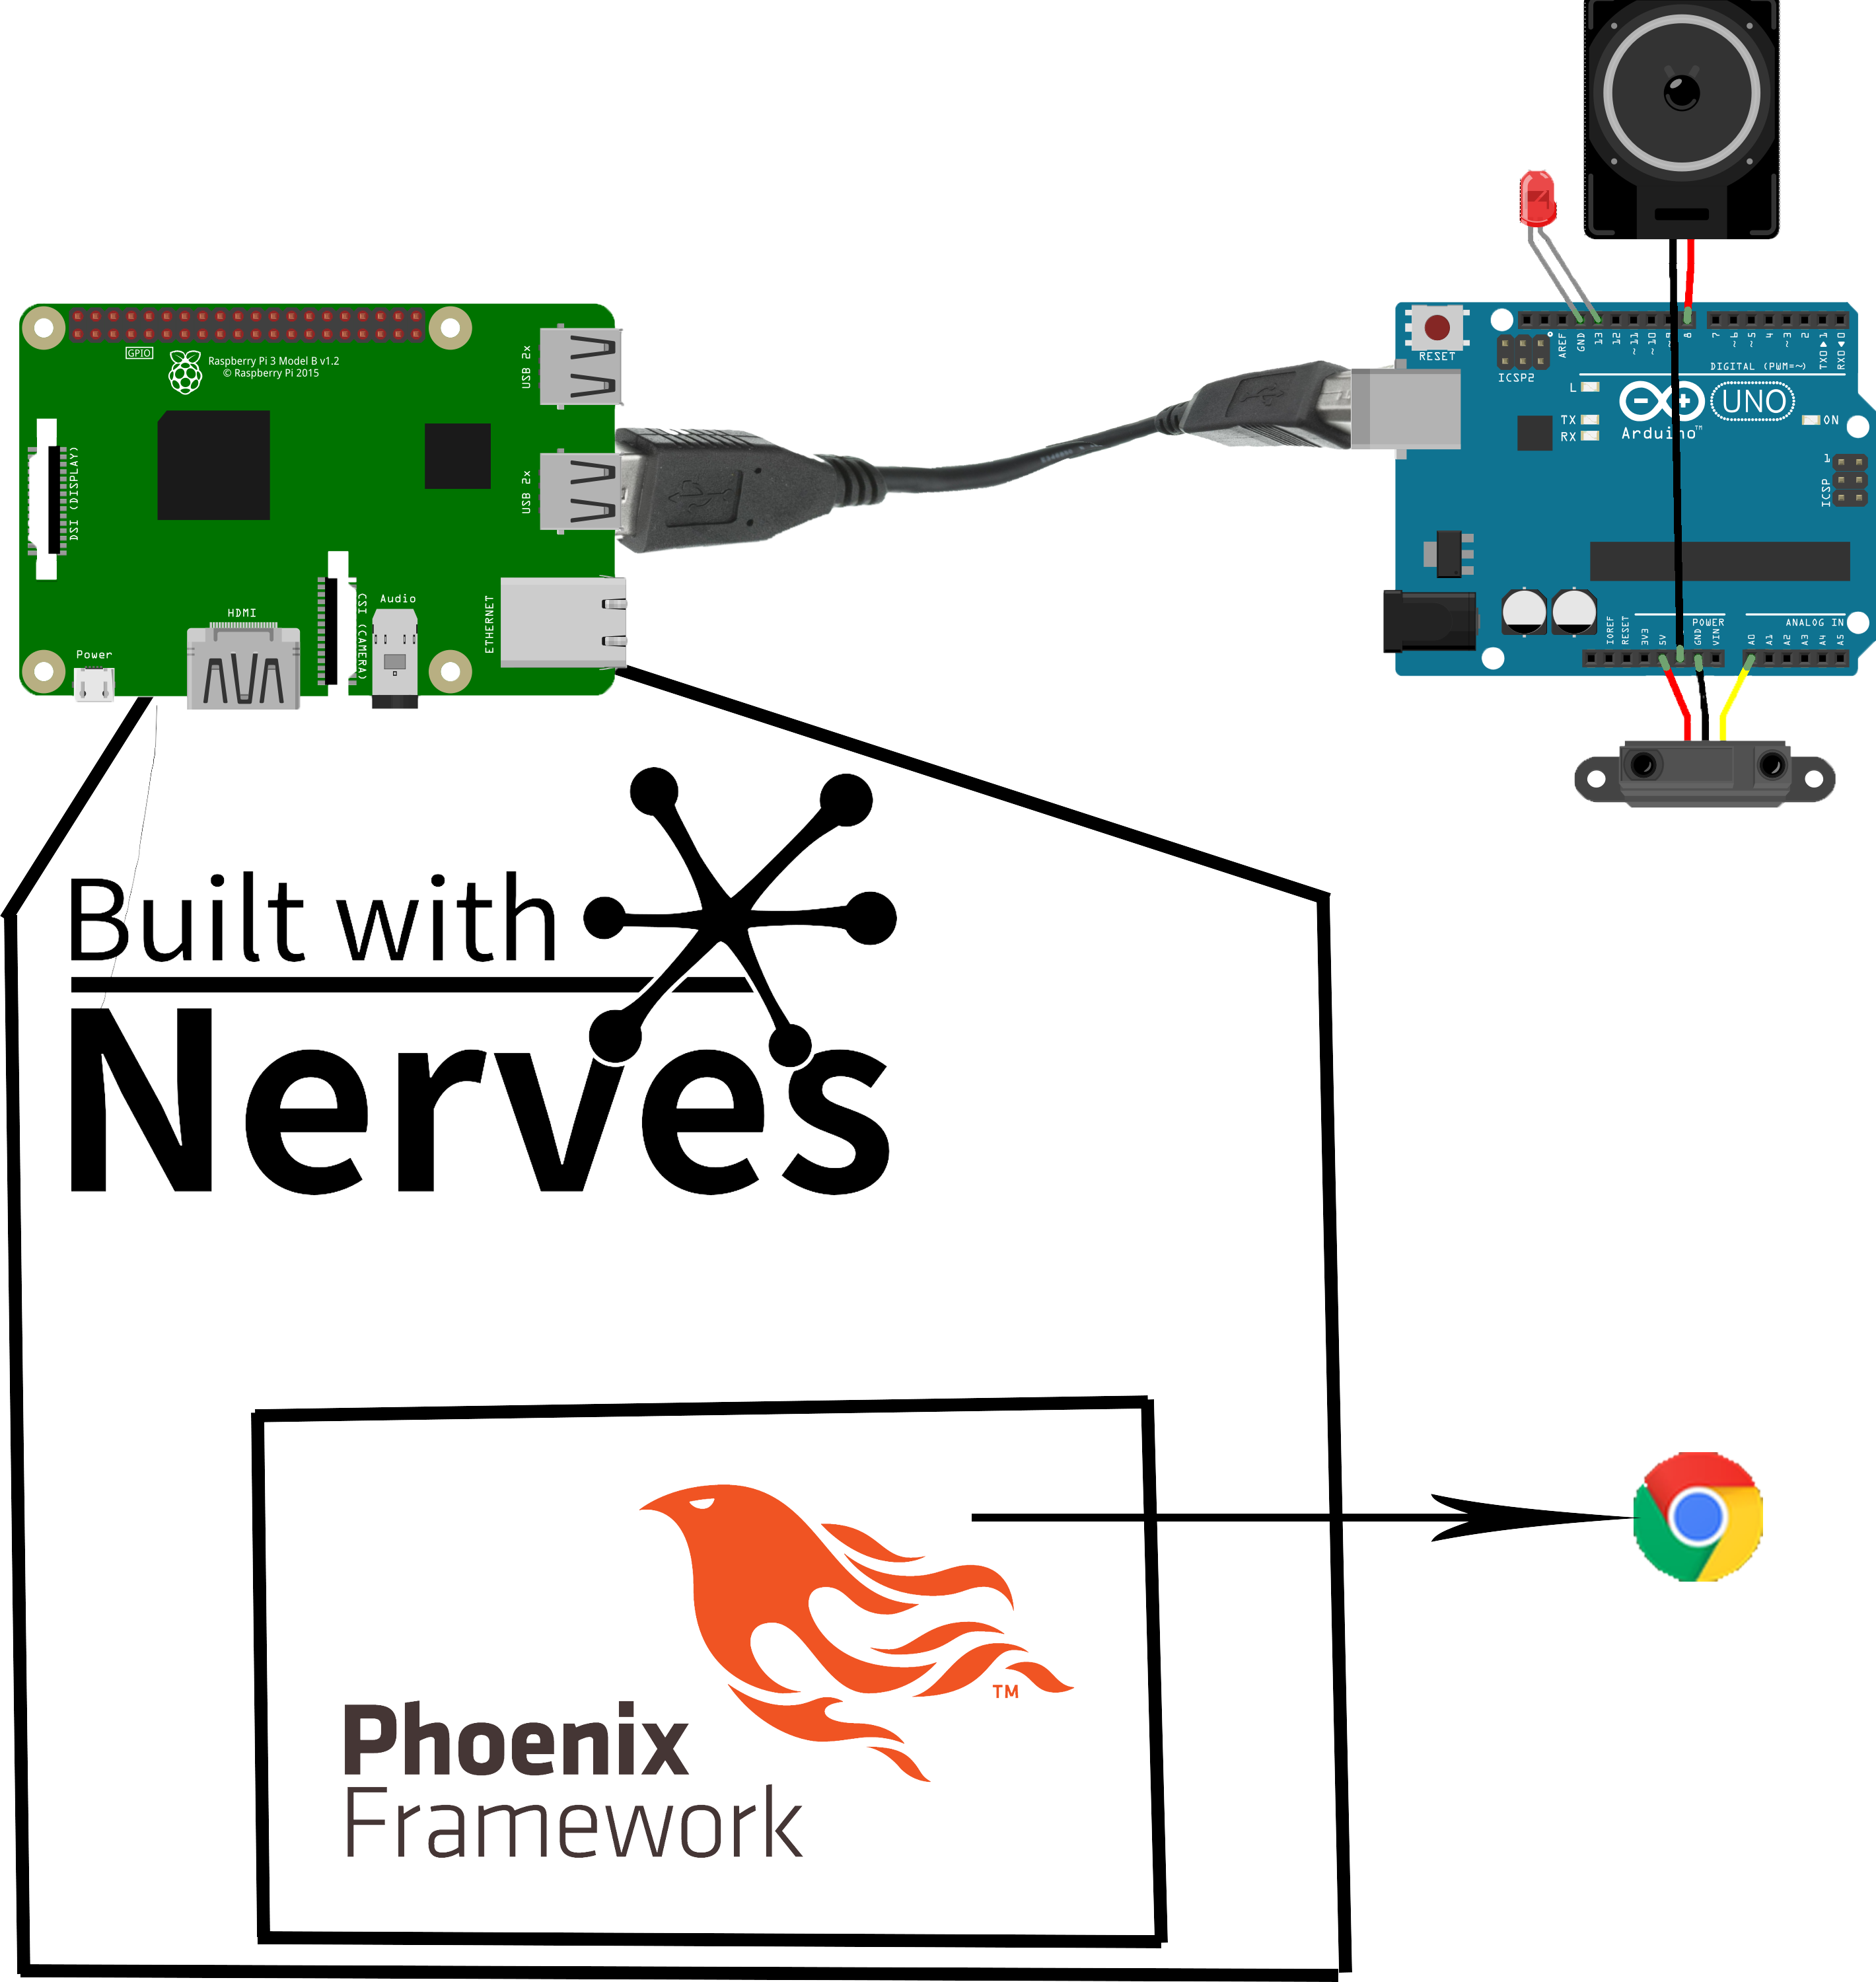 GPIO
Raspberry Pi 3 Model B v1.2
© Raspberry Pi 2015
USB 2x
USB 2x
DSI (DISPLAY)
CSI (CAMERA)
Audio
HDMI
ETHERNET
Power
RESET
ICSP2
AREF
GND
13
12
~11
~10
~9
8
7
~6
~5
4
~3
2
TX0▶1
RX0◀0
DIGITAL (PWM=~)
L
TX
RX
UNO
Arduino™
ON
1
ICSP
IOREF
RESET
3V3
5V
GND
VIN
POWER
A0
A1
A2
A3
A4
A5
ANALOG IN
Built with
Nerves
TM
Phoenix
Framework